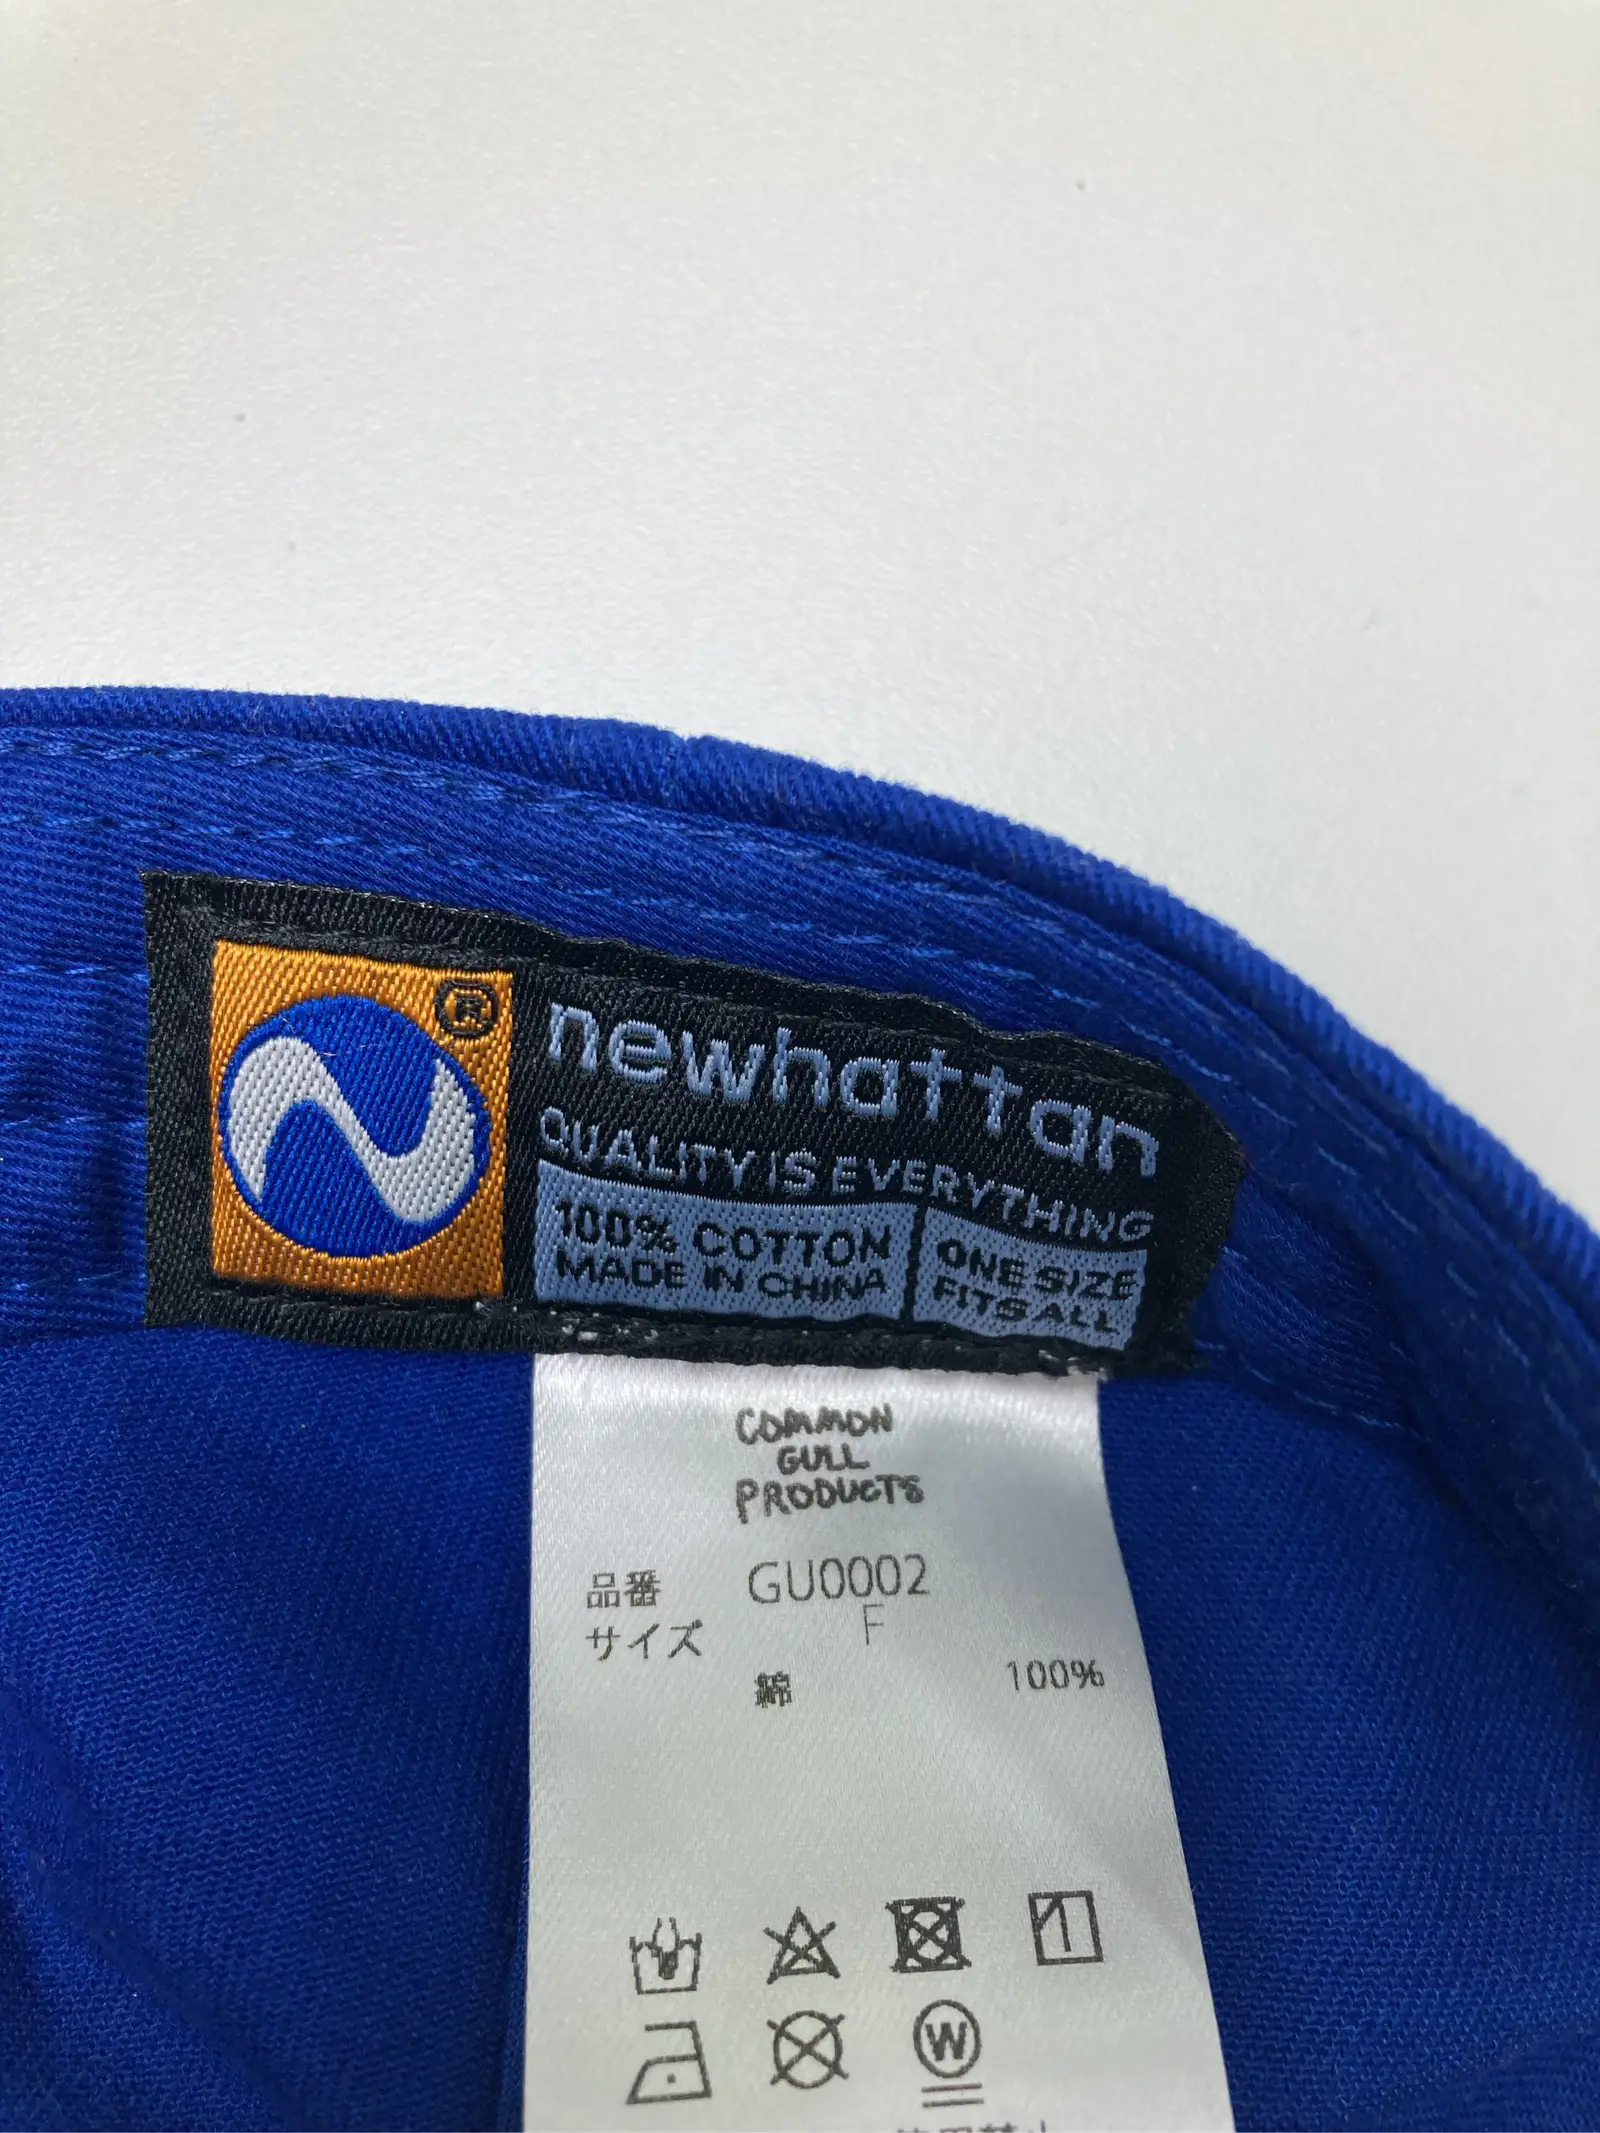 ®
newhattan
QUALITY IS EVERYTHING
100% COTTON
MADE IN CHINA
ONE SIZE
FITS ALL
COMMON
GULL
PRODUCTS
品番 GU0002
サイズ F
綿 100%
1
W